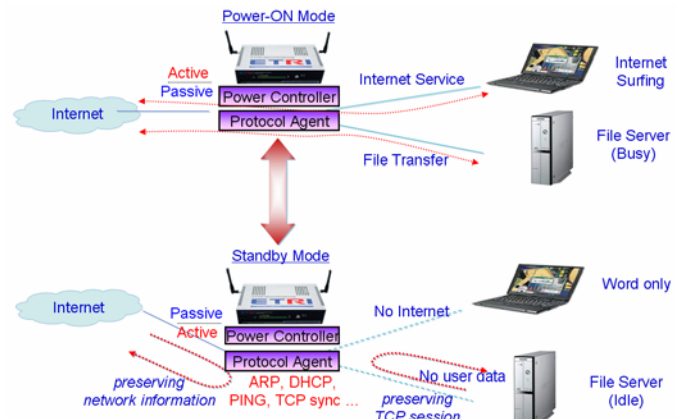 Power-ON Mode
ETRI
Active
Passive
Power Controller
Protocol Agent
Internet
Internet Service
File Transfer
Internet
Surfing
File Server
(Busy)
Standby Mode
ETRI
Internet
Passive
Active
Power Controller
Protocol Agent
No Internet
Word only
preserving
network information
ARP, DHCP,
PING, TCP sync ...
No user data
preserving
TCP session
File Server
(Idle)